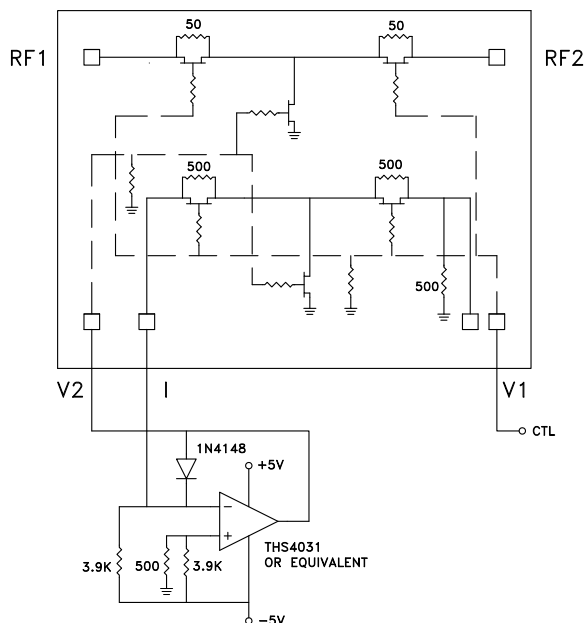 50
50
RF1
RF2
500
500
500
V2
I
V1
CTL
1N4148
+5V
−
+
THS4031
OR EQUIVALENT
3.9K
500
3.9K
−5V